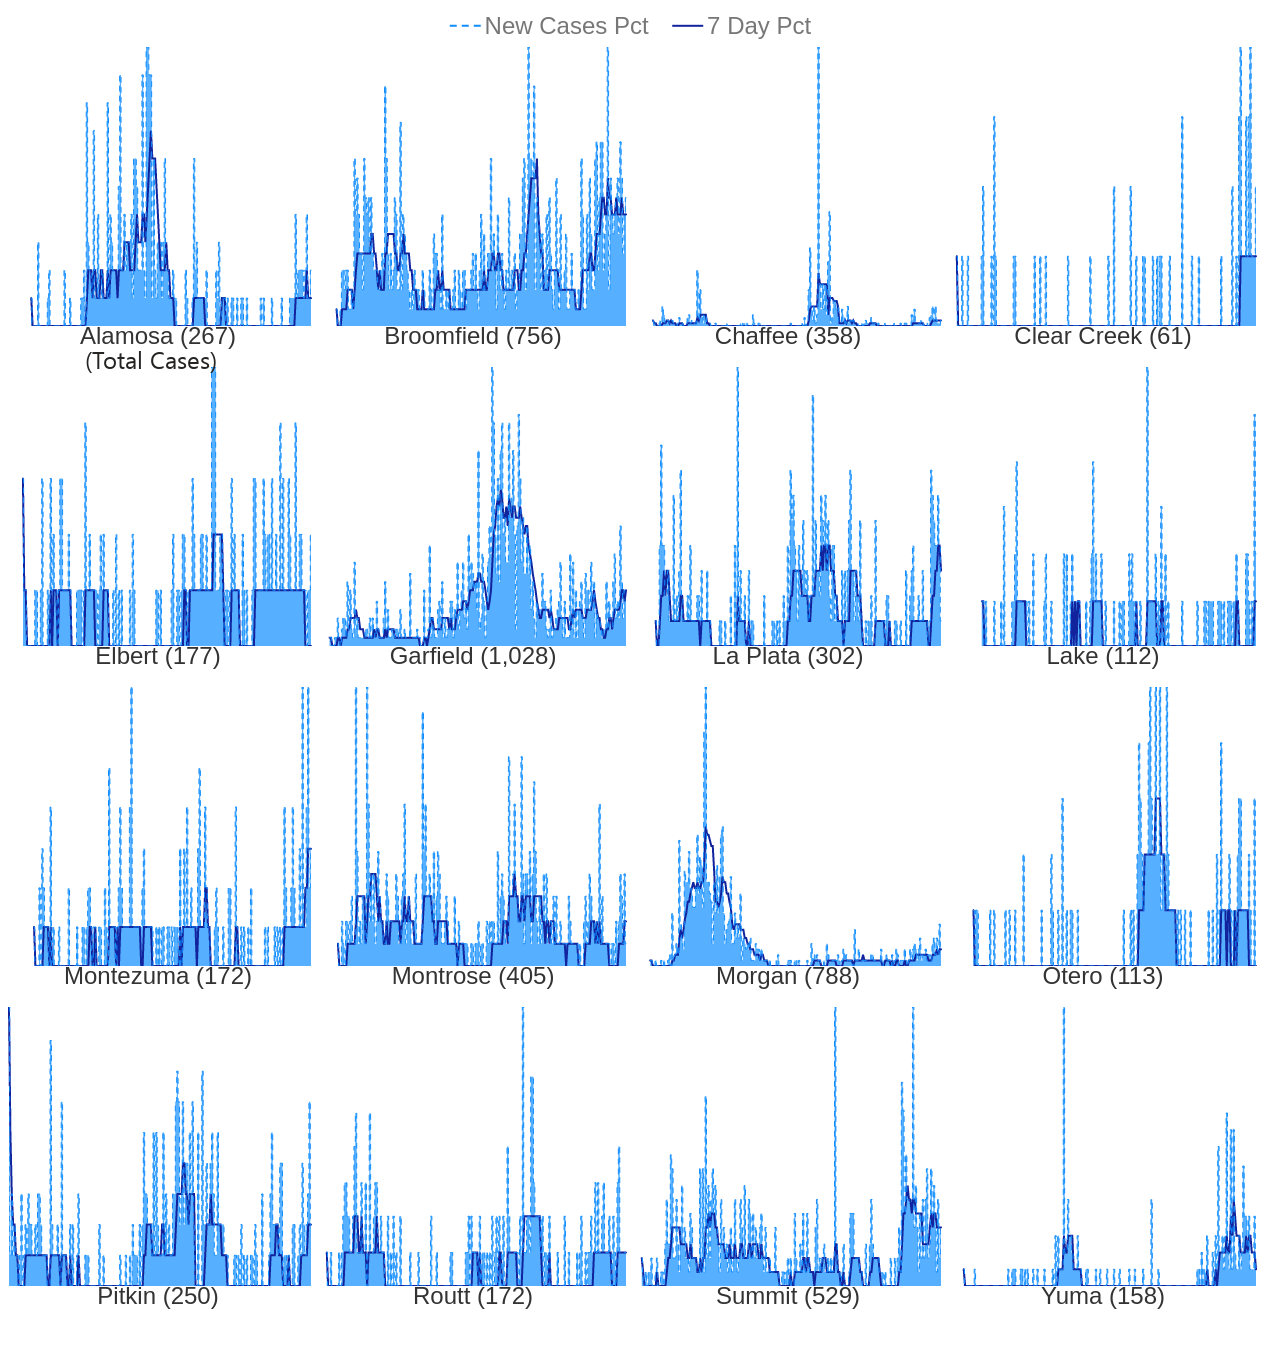 New Cases Pct 7 Day Pct
Alamosa (267) Broomfield (756) Chaffee (358) Clear Creek (61)
(Total Cases)
Elbert (177) Garfield (1,028) La Plata (302) Lake (112)
Montezuma (172) Montrose (405) Morgan (788) Otero (113)
Pitkin (250) Routt (172) Summit (529) Yuma (158)